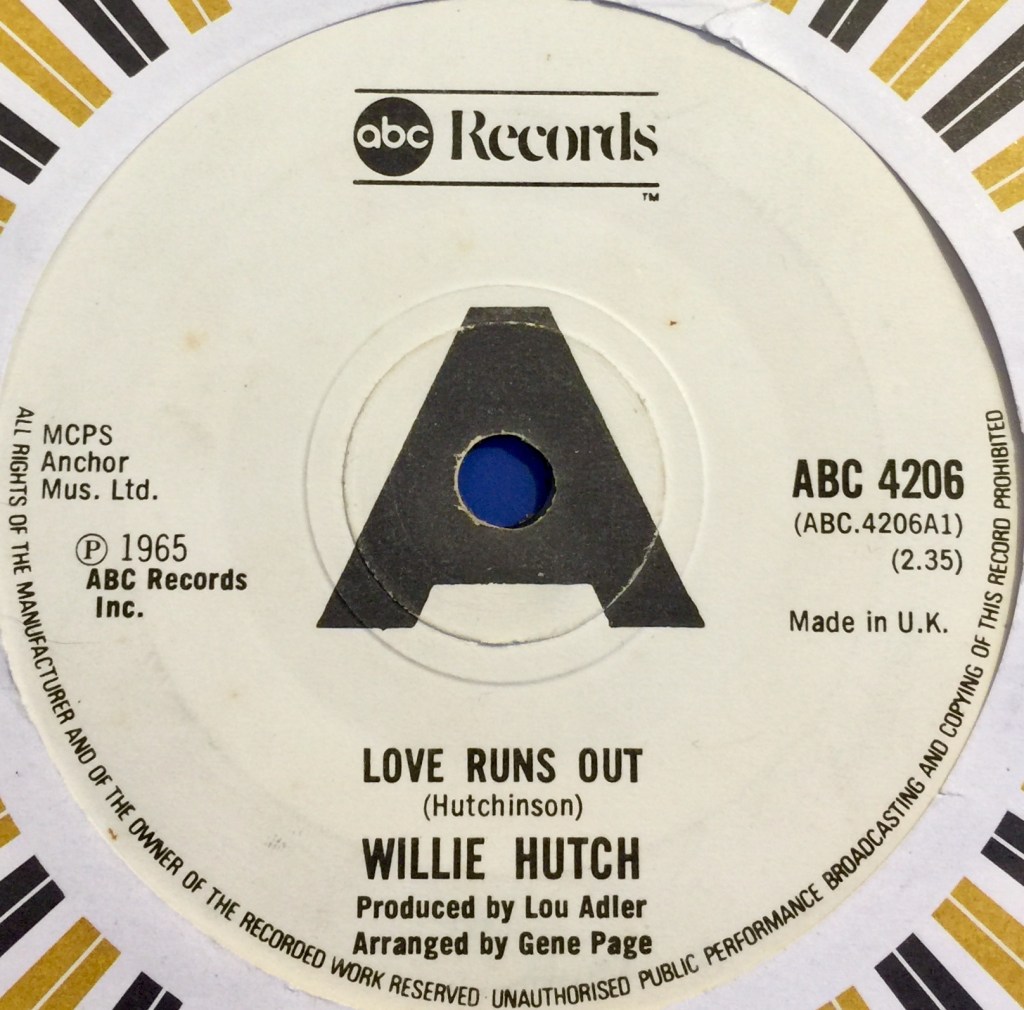 abc Records
TM
A
MCPS
Anchor
Mus. Ltd.
Ⓟ 1965
ABC Records
Inc.
ABC 4206
(ABC.4206A1)
(2.35)
Made in U.K.
LOVE RUNS OUT
(Hutchinson)
WILLIE HUTCH
Produced by Lou Adler
Arranged by Gene Page
ALL RIGHTS OF THE MANUFACTURER AND OF THE OWNER OF THE RECORDED WORK RESERVED · UNAUTHORISED PUBLIC PERFORMANCE BROADCASTING AND COPYING OF THIS RECORD PROHIBITED